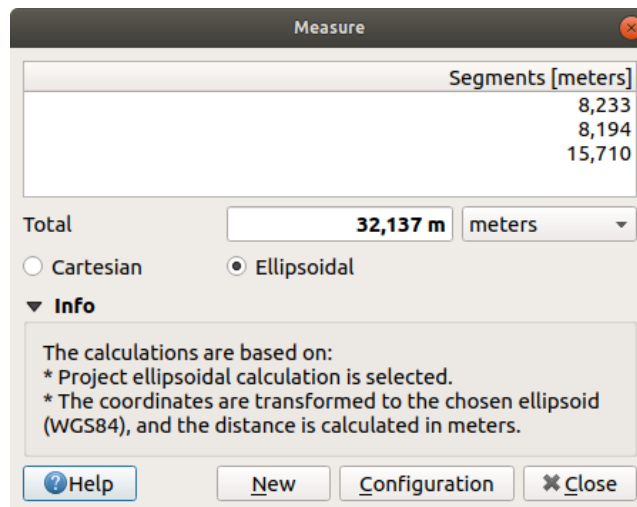 Measure
Segments [meters]
8,233
8,194
15,710
Total 32,137 m meters
Cartesian Ellipsoidal
Info
The calculations are based on:
* Project ellipsoidal calculation is selected.
* The coordinates are transformed to the chosen ellipsoid
(WGS84), and the distance is calculated in meters.
Help New Configuration Close